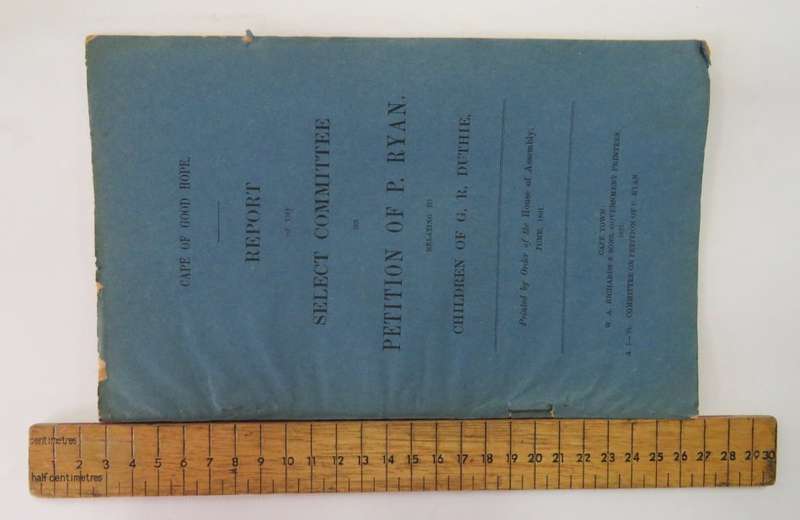 CAPE OF GOOD HOPE.
REPORT
OF THE
SELECT COMMITTEE
ON
PETITION OF P. RYAN,
RELATING TO
CHILDREN OF G. R. DUTHIE.
Printed by Order of the House of Assembly.
JUNE, 1891.
CAPE TOWN:
W. A. RICHARDS & SONS, GOVERNMENT PRINTERS.
1891.
COMMITTEE ON PETITION OF P. RYAN
centimetres
2 3 4 5 6 7 8 9 10 11 12 13 14 15 16 17 18 19 20 21 22 23 24 25 26 27 28 29 30
half centimetres